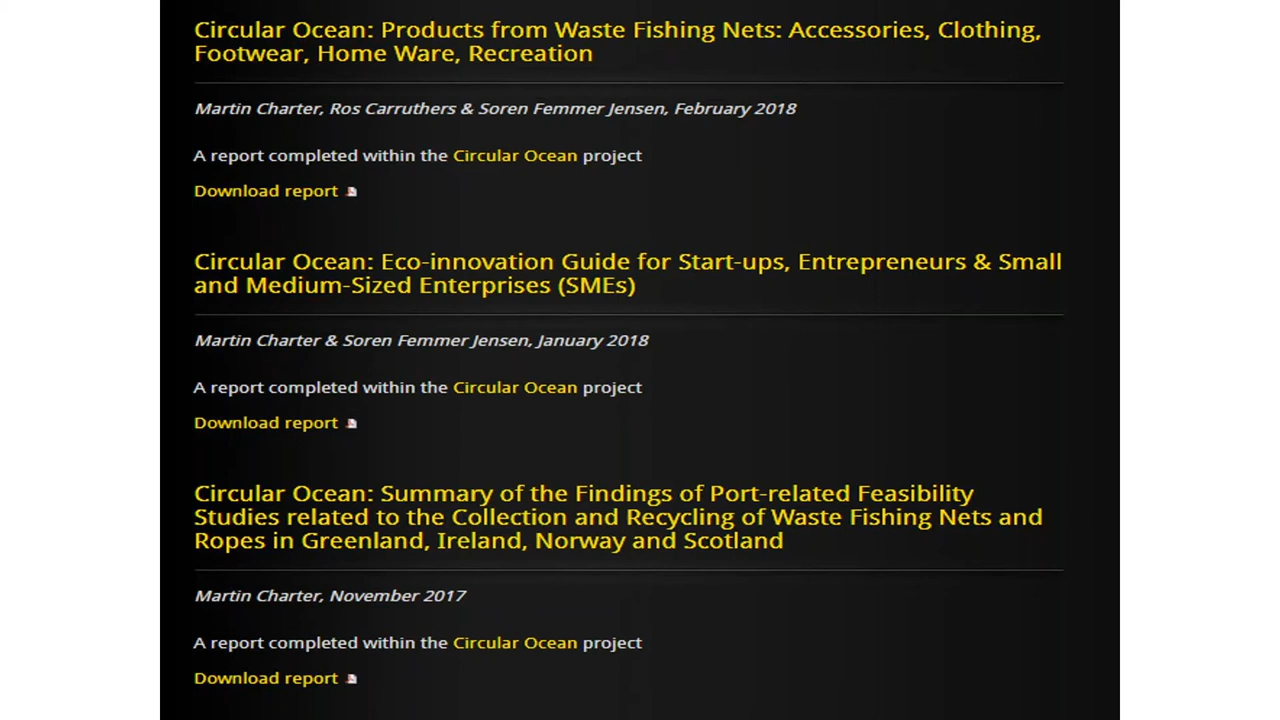 Circular Ocean: Products from Waste Fishing Nets: Accessories, Clothing,
Footwear, Home Ware, Recreation
Martin Charter, Ros Carruthers & Soren Femmer Jensen, February 2018
A report completed within the Circular Ocean project
Download report
Circular Ocean: Eco-innovation Guide for Start-ups, Entrepreneurs & Small
and Medium-Sized Enterprises (SMEs)
Martin Charter & Soren Femmer Jensen, January 2018
A report completed within the Circular Ocean project
Download report
Circular Ocean: Summary of the Findings of Port-related Feasibility
Studies related to the Collection and Recycling of Waste Fishing Nets and
Ropes in Greenland, Ireland, Norway and Scotland
Martin Charter, November 2017
A report completed within the Circular Ocean project
Download report